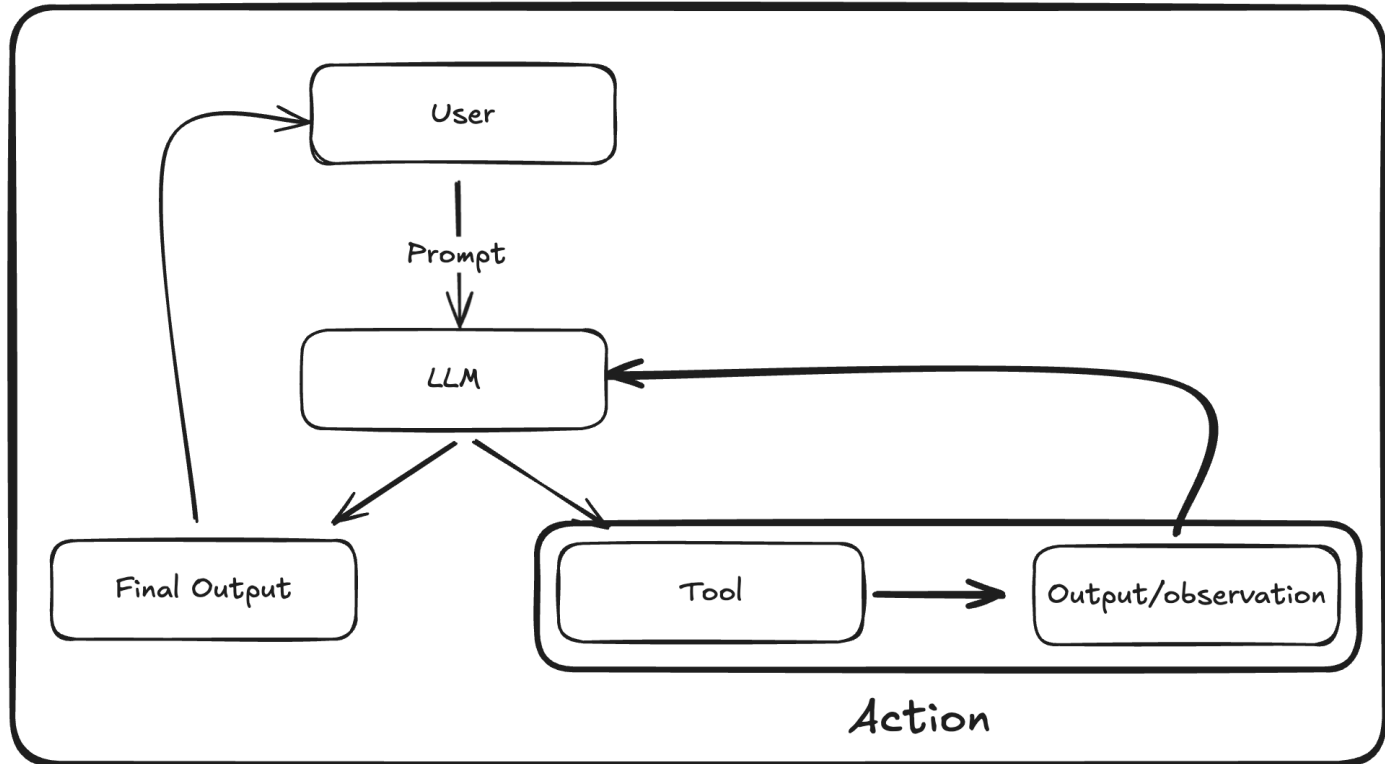 User
Prompt
LLM
Final Output
Tool
Output/observation
Action